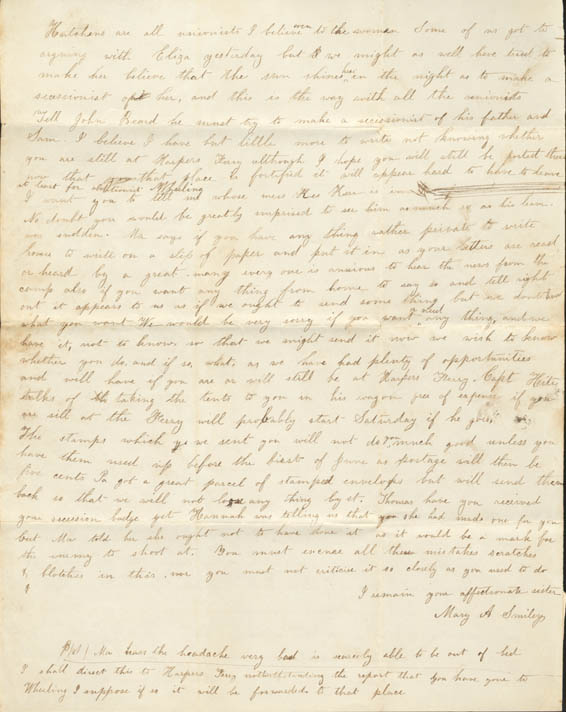 Hutchens are all unionists I believe even to the woman Some of us got to
arguing with Eliza yesterday but we might as well have tried to
make her believe that the sun shines here in the night as to make a
secessionist of her, and this is the way with all the unionists
Tell John Beard he must try to make a secessionist of his father and
Sam. I believe I have but little more to write not knowing whether
you are still at Harpers Ferry although I hope you will still be posted there
now that that place is fortified it will appear hard to have to leave
at least for Wheeling
I want you to tell us whose mess Kes Hare is in
No doubt you would be greatly surprised to see him as much so as his
was sudden. Ma says if you have any thing rather private to write
home to write on a slip of paper and put it in as your letters are read
or heard by a great many every one is anxious to hear the news from the
camp also if you want any thing from home to say so and tell right
out it appears to us as if we ought to send some thing but we dont know
what you want We would be very sorry if you want or need any thing, and we
have it, not to know, so that we might send it now we wish to know
whether you do, and if so, what, as we have had plenty of opportunities
and will have if you are or will still be at Harpers Ferry. Capt Hite
talks of taking the tents to you in his wagon free of expense if you
are sill at the Ferry will probably start Saturday if he goes
The stamps which we sent you will not do you much good unless you
have them used up before the first of June as postage will then be
five cents Pa got a great parcel of stamped envelops but will send them
back so that we will not lose any thing by it. Thomas have you received
your secession badge yet Hannah was telling us that she had made one for you
but Ma told her she ought not to have done it as it would be a mark for
the enemy to shoot at. You must excuse all these mistakes scratches
& blotches in this. nor you must not criticise it so closely as you used to do
I remain your affectionate sister
Mary A Smiley
Ma has the headache very bad is scarcely able to be out of bed
I shall direct this to Harpers Ferry notwithstanding the report that you have gone to
Wheeling I suppose if so it will be forwarded to that place